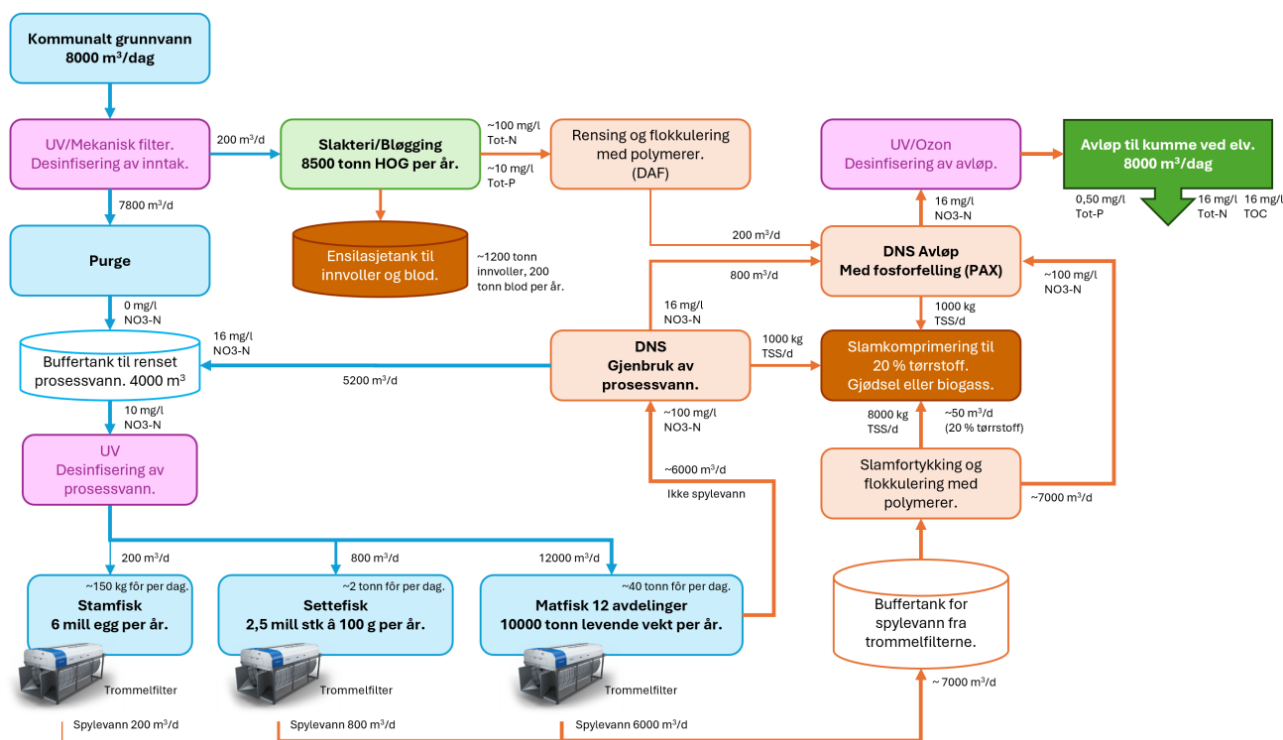 Kommunalt grunnvann
8000 m³/dag
UV/Mekanisk filter.
Desinfisering av inntak.
200 m³/d
Slakteri/Bløgging
8500 tonn HOG per år.
~100 mg/l
Tot-N
~10 mg/l
Tot-P
Rensing og flokkulering
med polymerer.
(DAF)
UV/Ozon
Desinfisering av avløp.
Avløp til kumme ved elv.
8000 m³/dag
0,50 mg/l
Tot-P
16 mg/l
Tot-N
16 mg/l
TOC
7800 m³/d
Purge
Ensilasjetank til
innvoller og blod.
~1200 tonn
innvoller, 200
tonn blod per år.
200 m³/d
800 m³/d
16 mg/l
NO3-N
DNS Avløp
Med fosforfelling (PAX)
~100 mg/l
NO3-N
0 mg/l
NO3-N
16 mg/l
NO3-N
16 mg/l
NO3-N
1000 kg
TSS/d
Buffertank til renset
prosessvann. 4000 m³
5200 m³/d
DNS
Gjenbruk av
prosessvann.
1000 kg
TSS/d
Slamkomprimering til
20 % tørrstoff.
Gjødsel eller biogass.
10 mg/l
NO3-N
~100 mg/l
NO3-N
8000 kg
TSS/d
~50 m³/d
(20 % tørrstoff)
UV
Desinfisering av
prosessvann.
~6000 m³/d
Ikke spylevann
Slamfortykking og
flokkulering med
polymerer.
~7000 m³/d
200 m³/d
800 m³/d
12000 m³/d
~150 kg fôr per dag.
Stamfisk
6 mill egg per år.
~2 tonn fôr per dag.
Settefisk
2,5 mill stk â 100 g per år.
~40 tonn fôr per dag.
Matfisk 12 avdelinger
10000 tonn levende vekt per år.
Buffertank for
spylevann fra
trommelfilterne.
Trommelfilter
Trommelfilter
Trommelfilter
~ 7000 m³/d
Spylevann 200 m³/d
Spylevann 800 m³/d
Spylevann 6000 m³/d